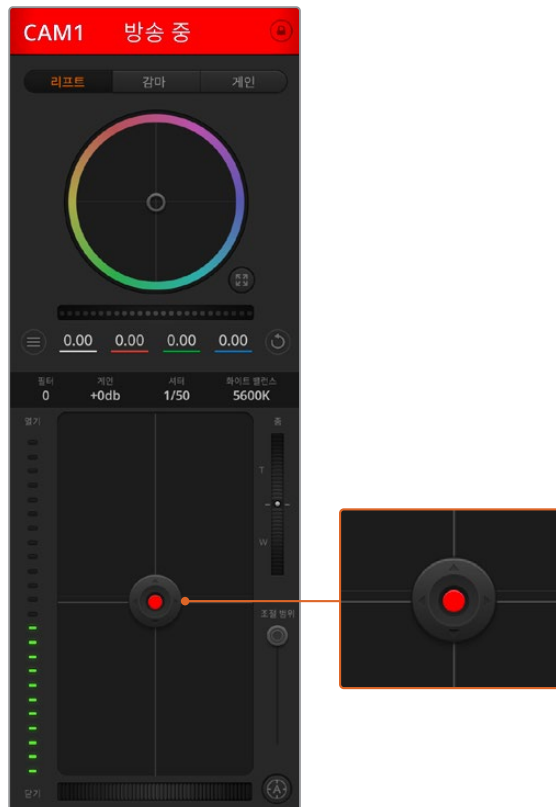 CAM1 방송 중
리프트 감마 게인
0.00 0.00 0.00 0.00
필터 게인 셔터 화이트 밸런스
0 +0db 1/50 5600K
열기 줌
T
W
조절 범위
닫기 A